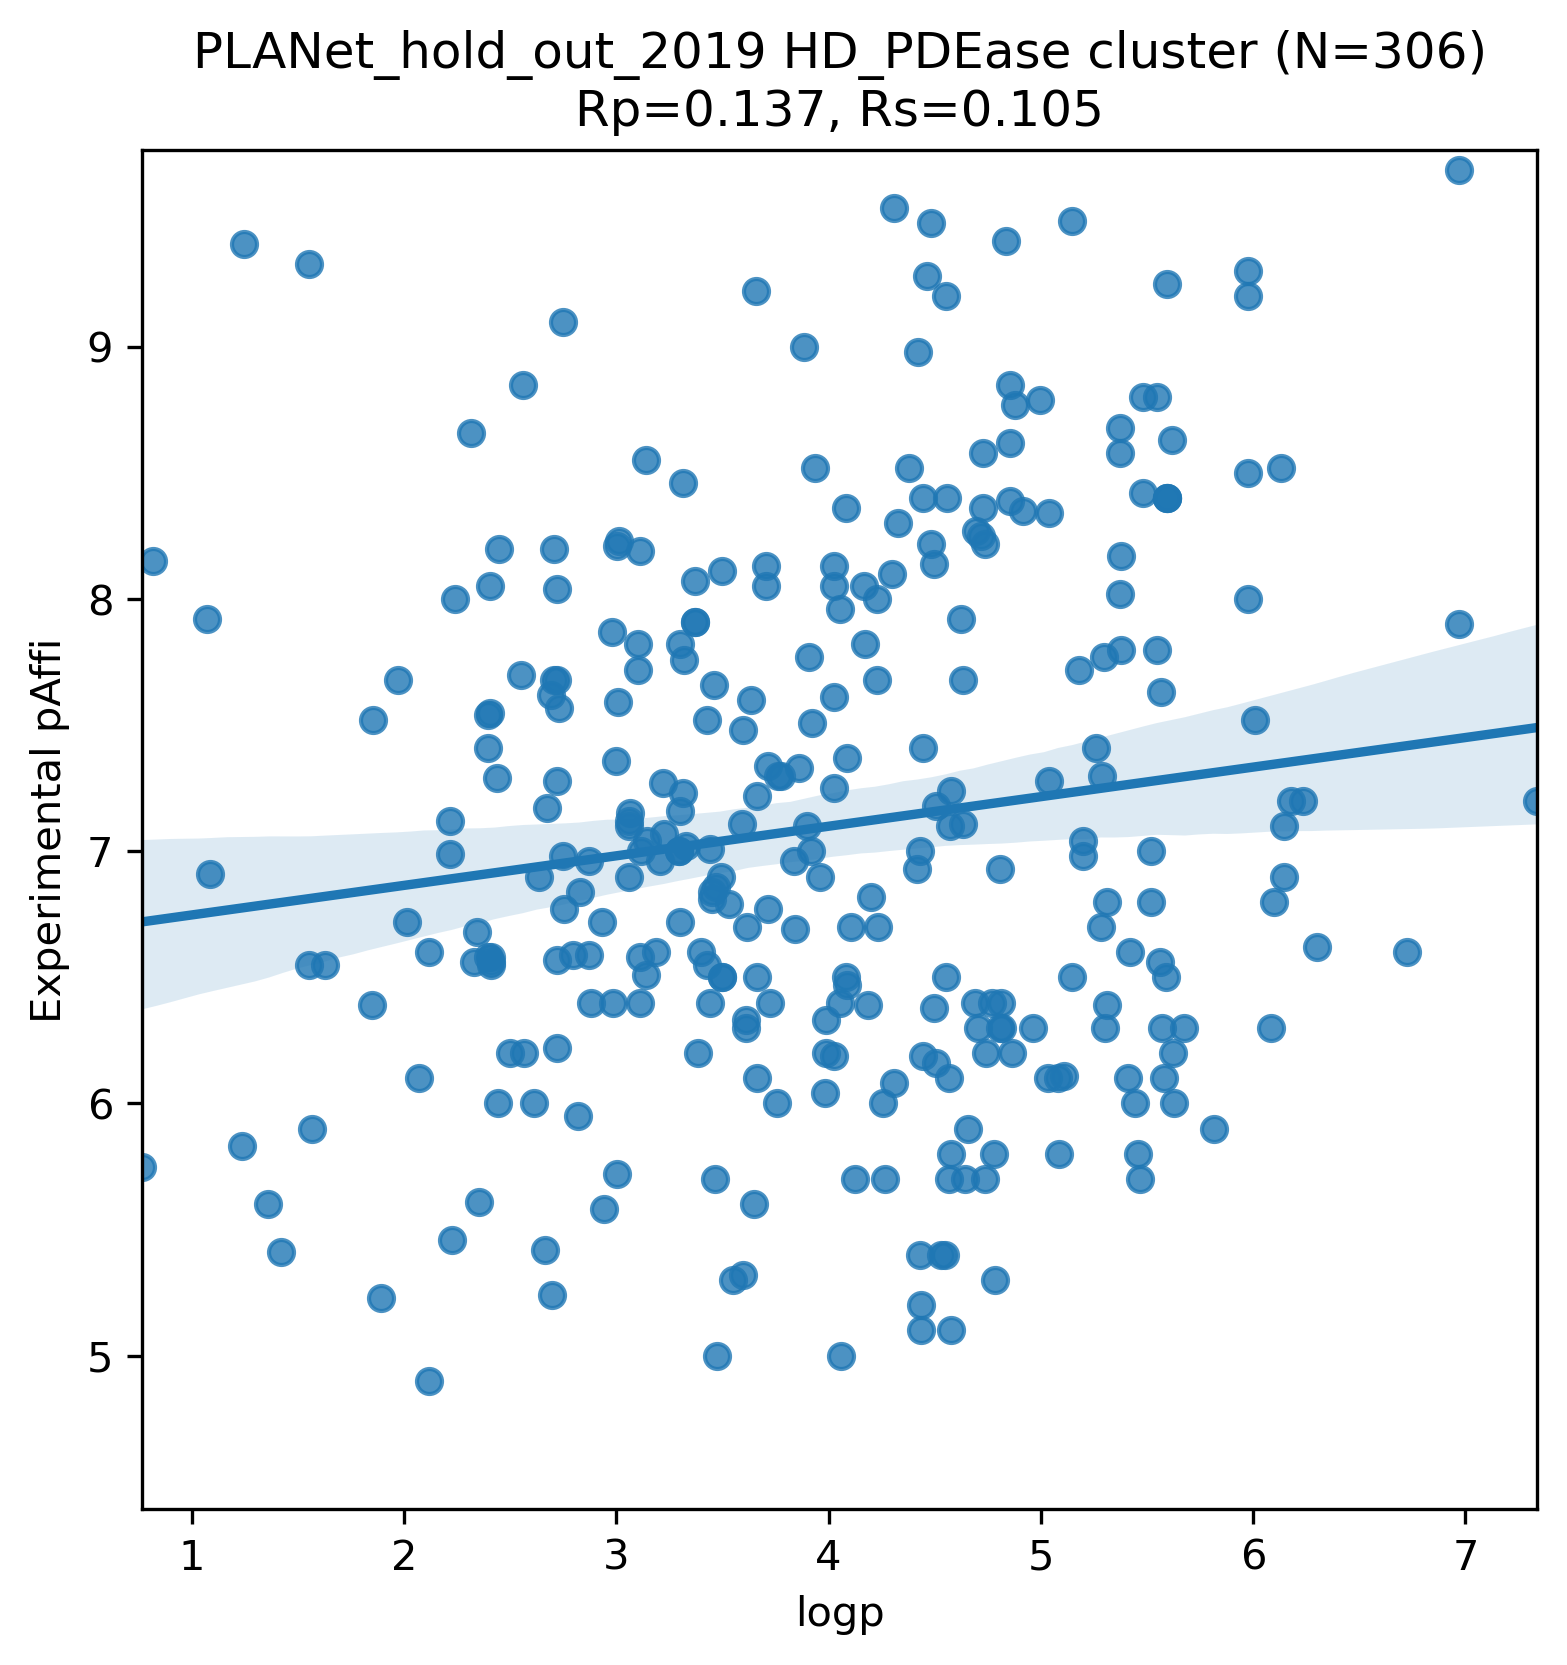 PLANet_hold_out_2019 HD_PDEase cluster (N=306)
Rp=0.137, Rs=0.105
Experimental pAffi
9
8
7
6
5
1 2 3 4 5 6 7
logp